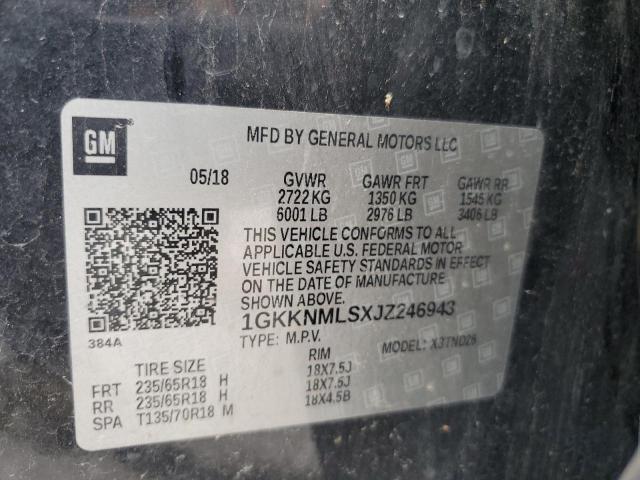 GM
MFD BY GENERAL MOTORS LLC
05/18 GVWR GAWR FRT GAWR RR
2722 KG 1350 KG 1545 KG
6001 LB 2976 LB 3406 LB
THIS VEHICLE CONFORMS TO ALL
APPLICABLE U.S. FEDERAL MOTOR
VEHICLE SAFETY STANDARDS IN EFFECT
ON THE DATE OF MANUFACTURE
SHOWN ABOVE.
1GKKNMLSXJZ246943
384A
TYPE: M.P.V. MODEL: X3TND26
TIRE SIZE RIM
FRT 235/65R18 H 18X7.5J
RR 235/65R18 H 18X7.5J
SPA T135/70R18 M 18X4.5B